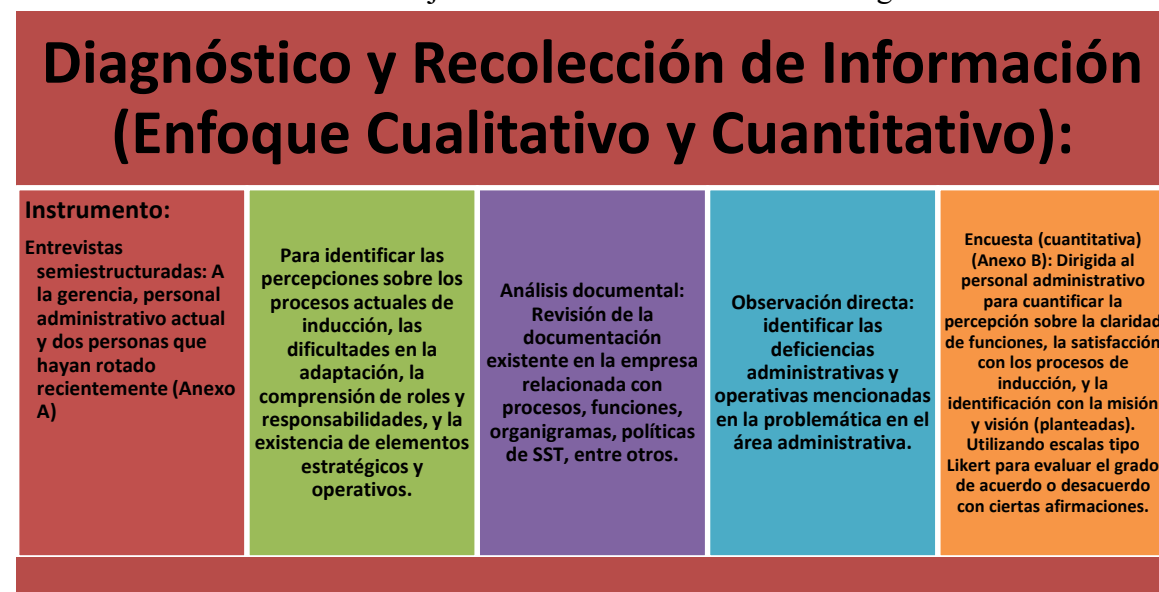 Diagnóstico y Recolección de Información
(Enfoque Cualitativo y Cuantitativo):
Instrumento:
Entrevistas
semiestructuradas: A
la gerencia, personal
administrativo actual
y dos personas que
hayan rotado
recientemente (Anexo
A)
Para identificar las
percepciones sobre los
procesos actuales de
inducción, las
dificultades en la
adaptación, la
comprensión de roles y
responsabilidades, y la
existencia de elementos
estratégicos y
operativos.
Análisis documental:
Revisión de la
documentación
existente en la empresa
relacionada con
procesos, funciones,
organigramas, políticas
de SST, entre otros.
Observación directa:
identificar las
deficiencias
administrativas y
operativas mencionadas
en la problemática en el
área administrativa.
Encuesta (cuantitativa)
(Anexo B): Dirigida al
personal administrativo
para cuantificar la
percepción sobre la claridad
de funciones, la satisfacción
con los procesos de
inducción, y la
identificación con la misión
y visión (planteadas).
Utilizando escalas tipo
Likert para evaluar el grado
de acuerdo o desacuerdo
con ciertas afirmaciones.